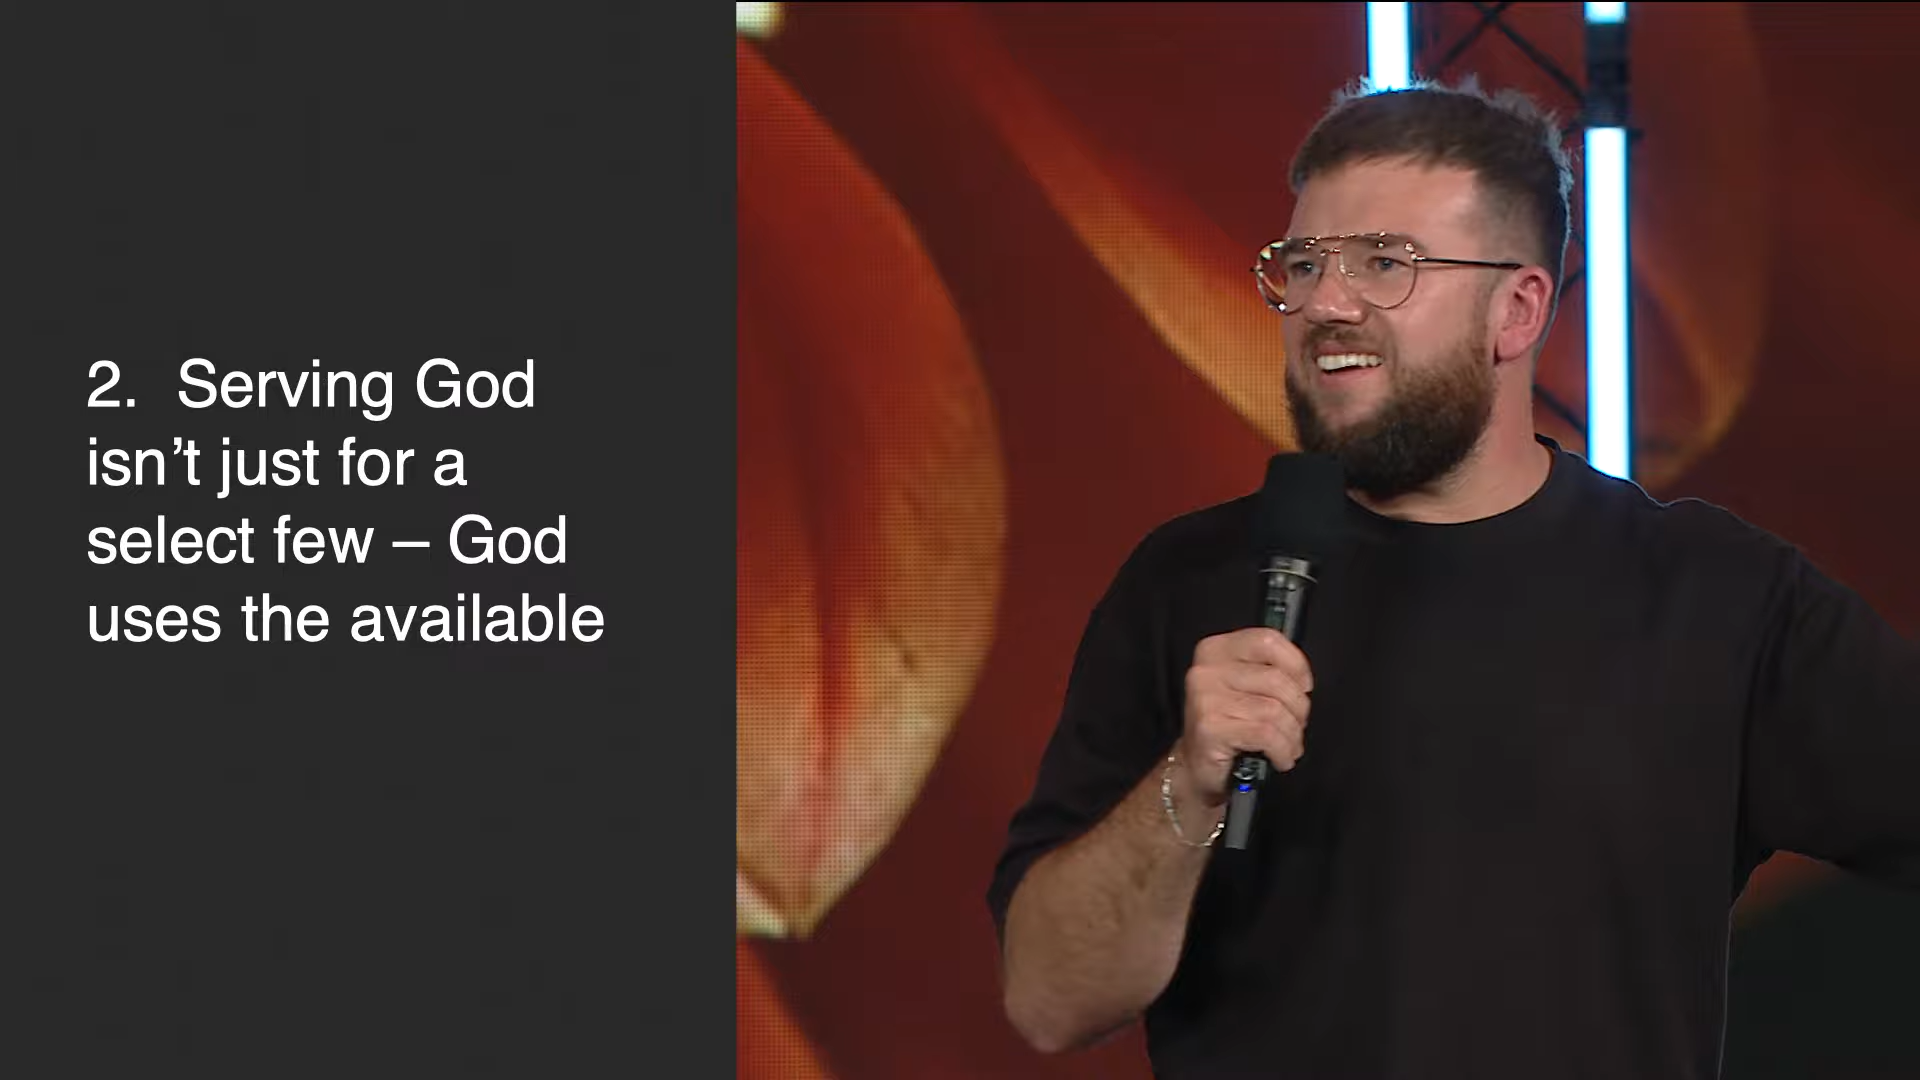 2.  Serving God
isn’t just for a
select few – God
uses the available